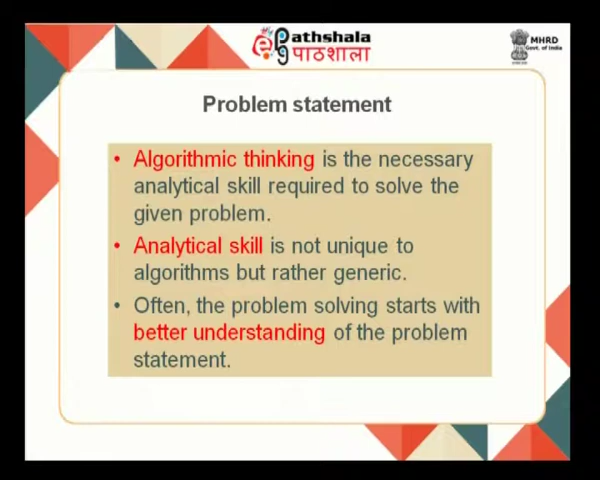 ePG Pathshala
पाठशाला
MHRD
Govt. of India
Problem statement
• Algorithmic thinking is the necessary
analytical skill required to solve the
given problem.
• Analytical skill is not unique to
algorithms but rather generic.
• Often, the problem solving starts with
better understanding of the problem
statement.